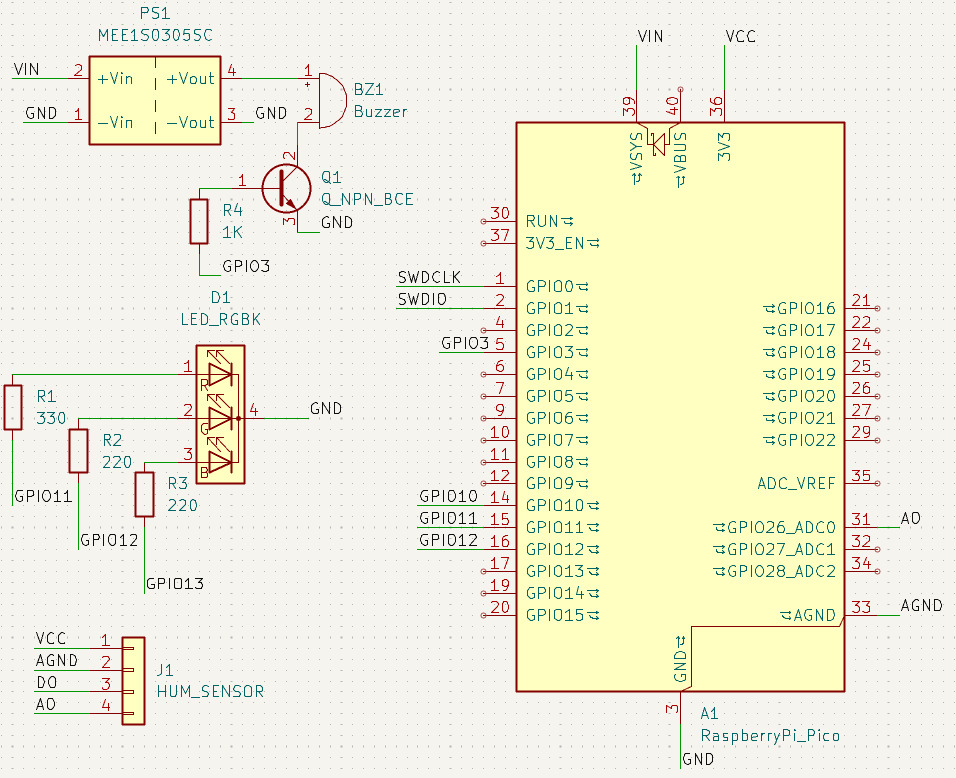 PS1
MEE1S0305SC
VIN 2 +Vin +Vout 4
GND 1 -Vin -Vout 3 GND
1 + BZ1
2 Buzzer
2
1 Q1
Q_NPN_BCE
3 GND
R4
1K
GPIO3
D1
LED_RGBK
1 R
2 G 4 GND
3 B
R1
330
R2
220
R3
220
GPIO11
GPIO12
GPIO13
VCC 1
AGND 2
DO 3
AO 4
J1
HUM_SENSOR
VIN VCC
39 40 36
VSYS VBUS 3V3
30 RUN
37 3V3_EN
SWDCLK 1 GPIO0
SWDIO 2 GPIO1 GPIO16 21
4 GPIO2 GPIO17 22
GPIO3 5 GPIO3 GPIO18 24
6 GPIO4 GPIO19 25
7 GPIO5 GPIO20 26
9 GPIO6 GPIO21 27
10 GPIO7 GPIO22 29
11 GPIO8
12 GPIO9 ADC_VREF 35
GPIO10 14 GPIO10
GPIO11 15 GPIO11 GPIO26_ADC0 31 AO
GPIO12 16 GPIO12 GPIO27_ADC1 32
17 GPIO13 GPIO28_ADC2 34
19 GPIO14
20 GPIO15 AGND 33 AGND
GND
3
A1
RaspberryPi_Pico
GND